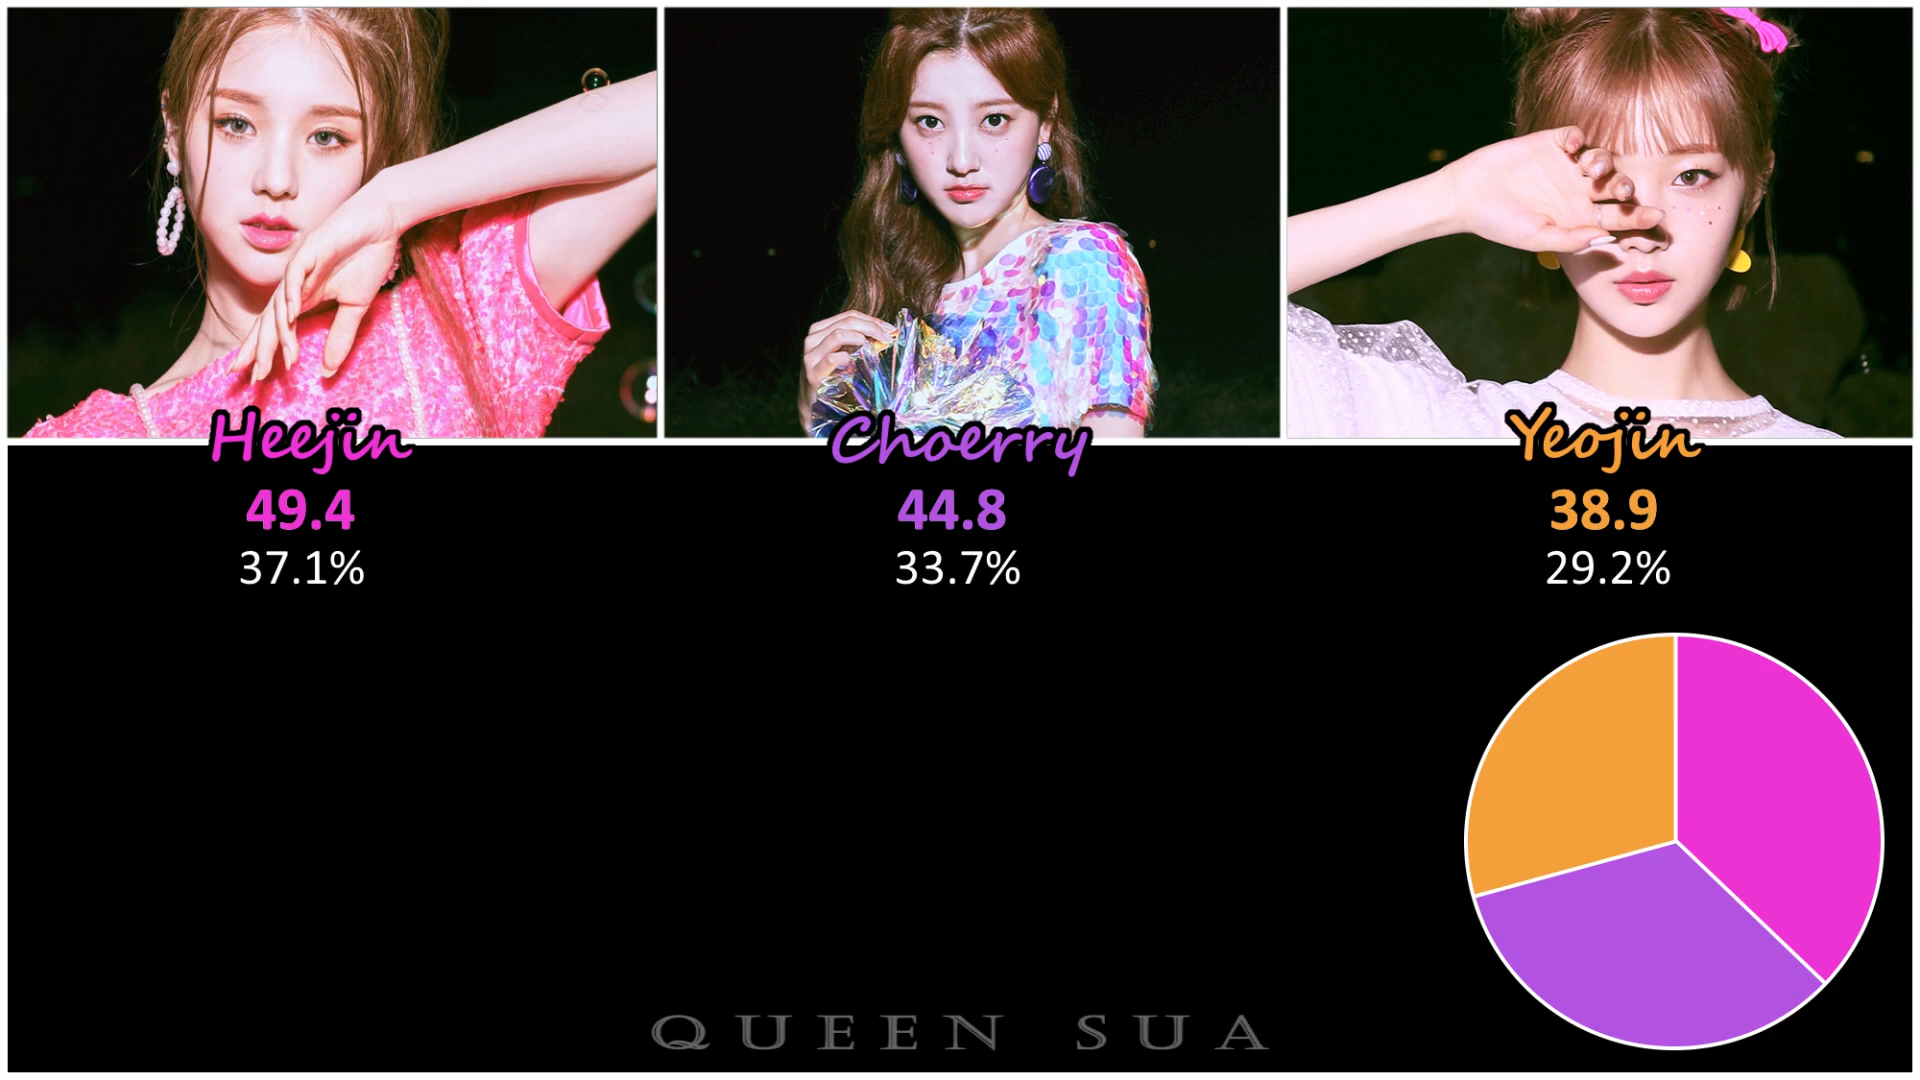 Heejin
49.4
37.1%
Choerry
44.8
33.7%
Yeojin
38.9
29.2%
QUEEN SUA